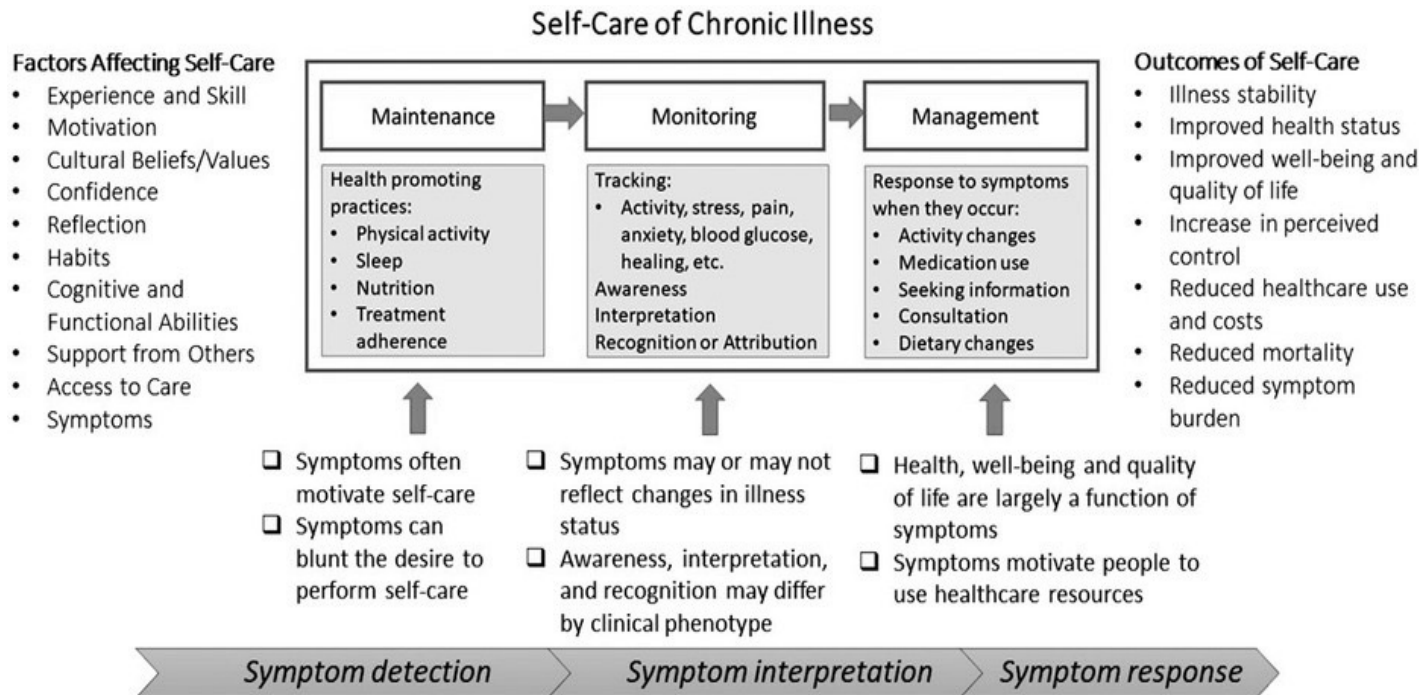 Self-Care of Chronic Illness
Factors Affecting Self-Care
• Experience and Skill
• Motivation
• Cultural Beliefs/Values
• Confidence
• Reflection
• Habits
• Cognitive and
Functional Abilities
• Support from Others
• Access to Care
• Symptoms
Maintenance
Health promoting
practices:
• Physical activity
• Sleep
• Nutrition
• Treatment
adherence
Monitoring
Tracking:
• Activity, stress, pain,
anxiety, blood glucose,
healing, etc.
Awareness
Interpretation
Recognition or Attribution
Management
Response to symptoms
when they occur:
• Activity changes
• Medication use
• Seeking information
• Consultation
• Dietary changes
Outcomes of Self-Care
• Illness stability
• Improved health status
• Improved well-being and
quality of life
• Increase in perceived
control
• Reduced healthcare use
and costs
• Reduced mortality
• Reduced symptom
burden
❑ Symptoms often
motivate self-care
❑ Symptoms can
blunt the desire to
perform self-care
❑ Symptoms may or may not
reflect changes in illness
status
❑ Awareness, interpretation,
and recognition may differ
by clinical phenotype
❑ Health, well-being and quality
of life are largely a function of
symptoms
❑ Symptoms motivate people to
use healthcare resources
Symptom detection
Symptom interpretation
Symptom response